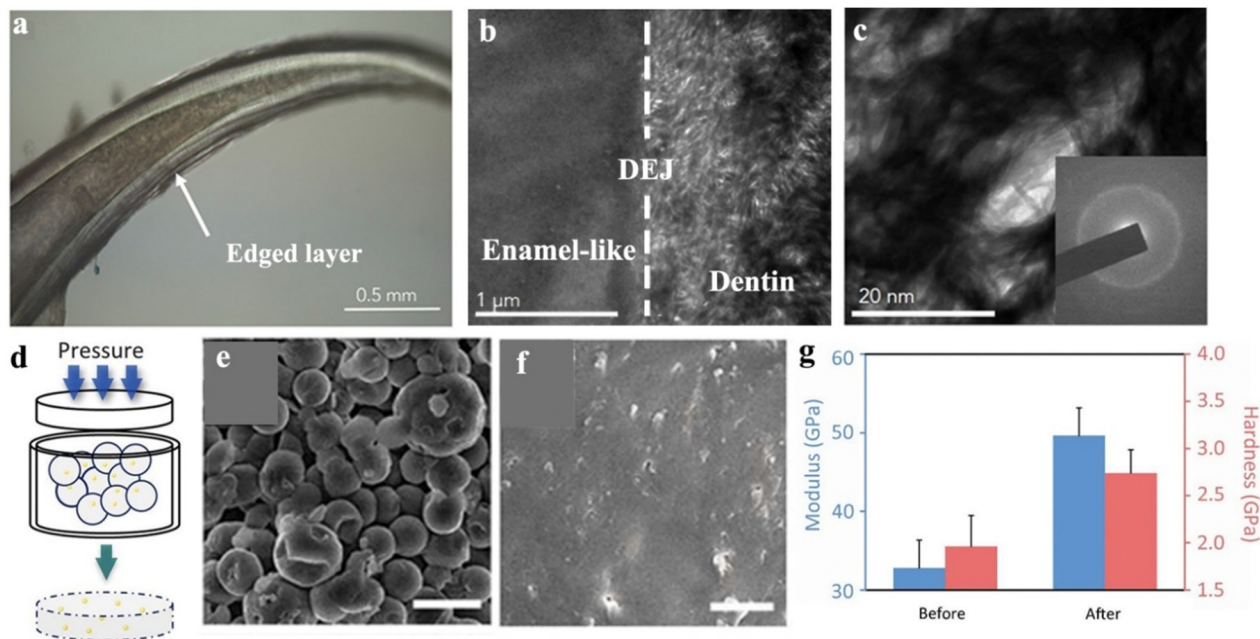 a
Edged layer
0.5 mm
b
DEJ
Enamel-like
Dentin
1 μm
c
20 nm
d
Pressure
e
f
g
60
50
40
30
Modulus (GPa)
4.0
3.5
3.0
2.5
2.0
1.5
Hardness (GPa)
Before
After